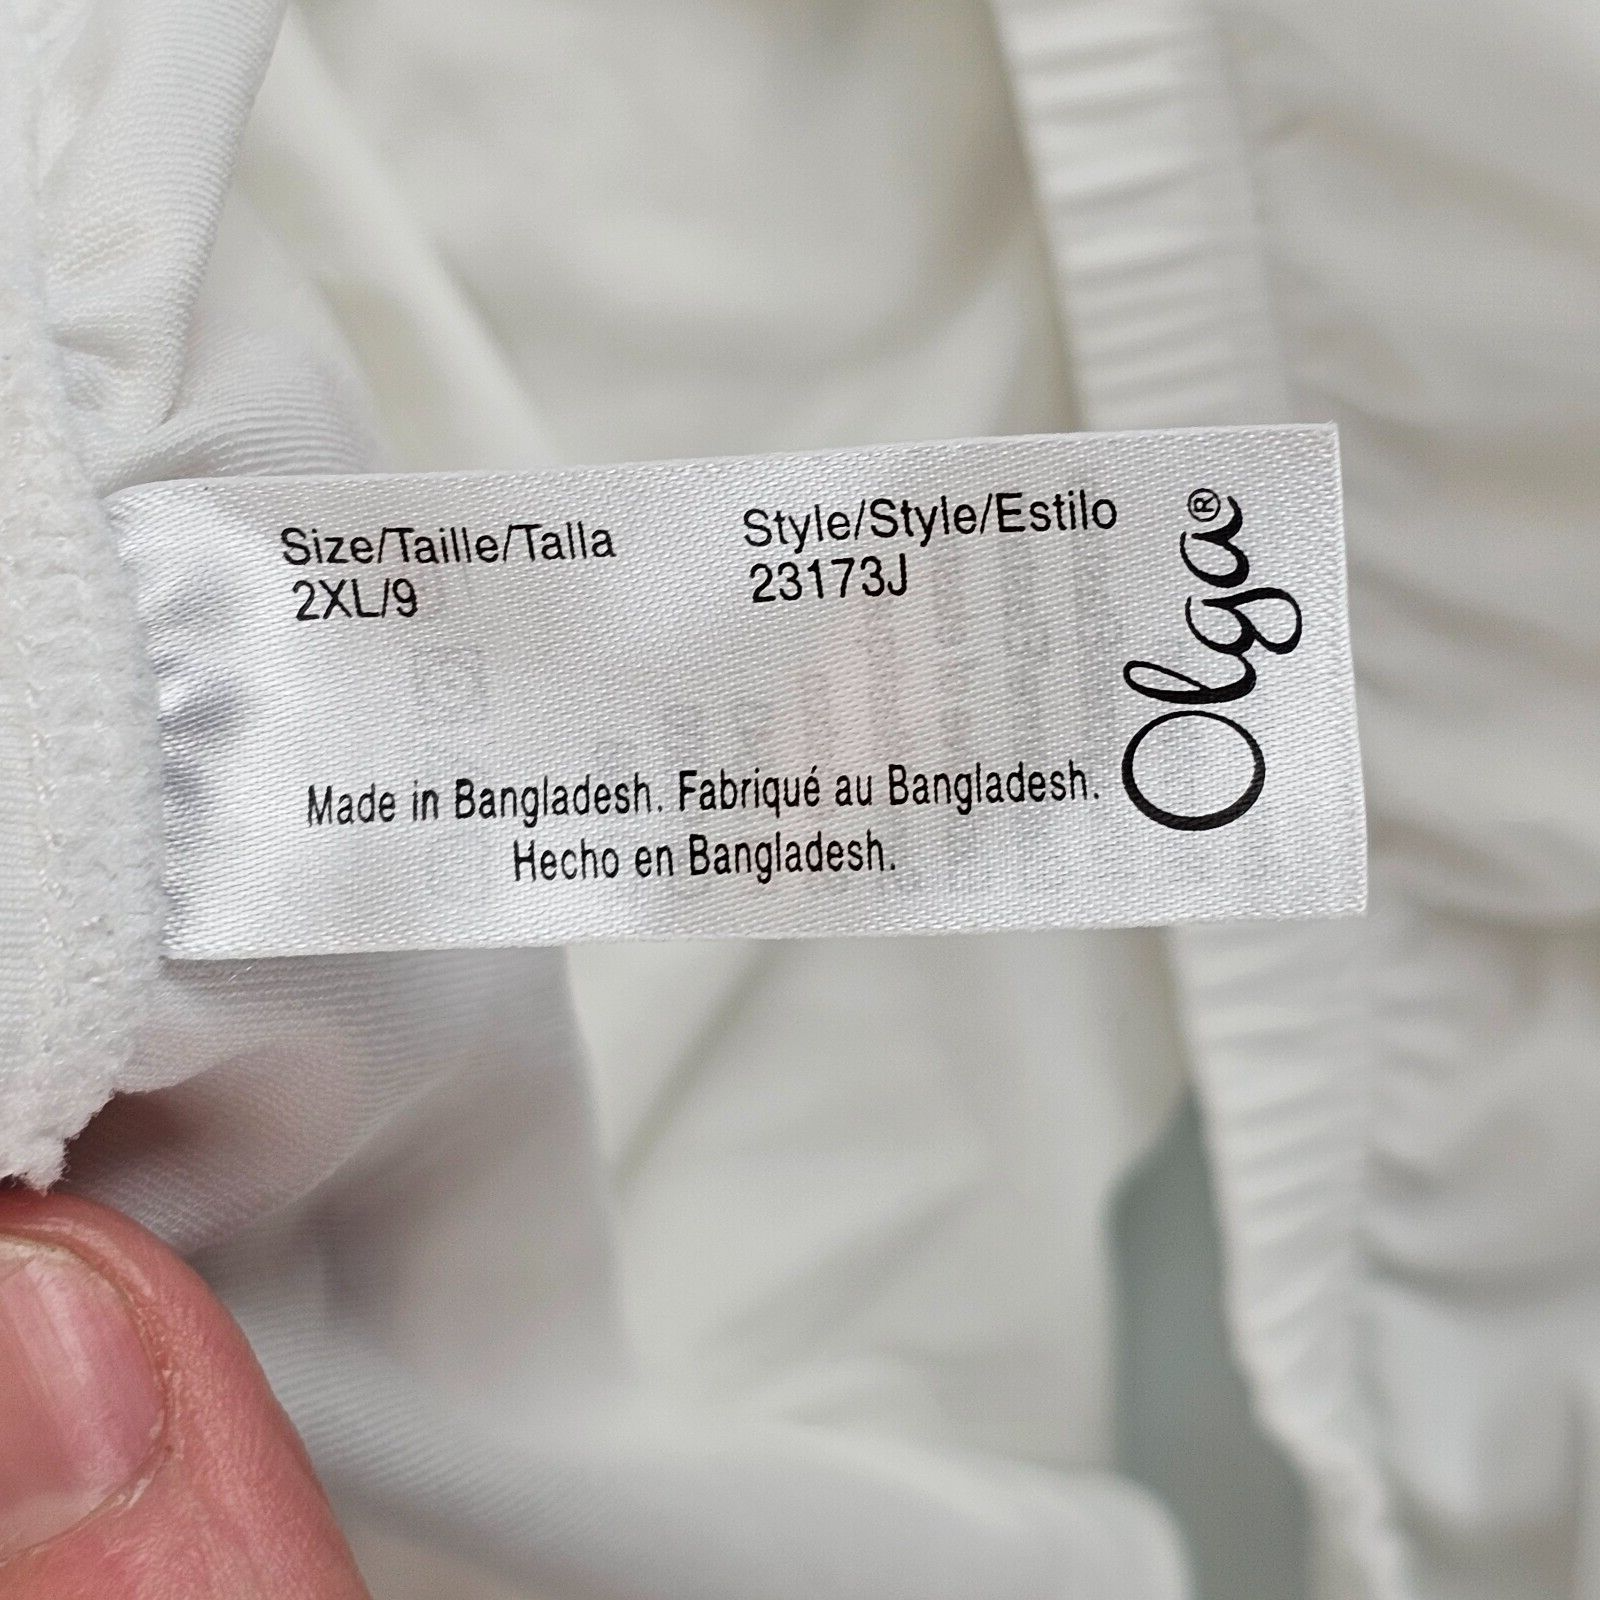 Size/Taille/Talla
2XL/9
Style/Style/Estilo
23173J
Olga®
Made in Bangladesh. Fabriqué au Bangladesh.
Hecho en Bangladesh.